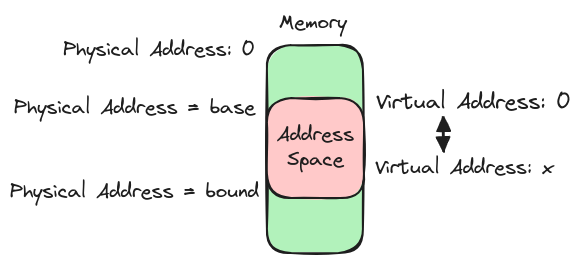 Memory
Physical Address: 0
Physical Address = base
Virtual Address: 0
Address
Space
Virtual Address: x
Physical Address = bound